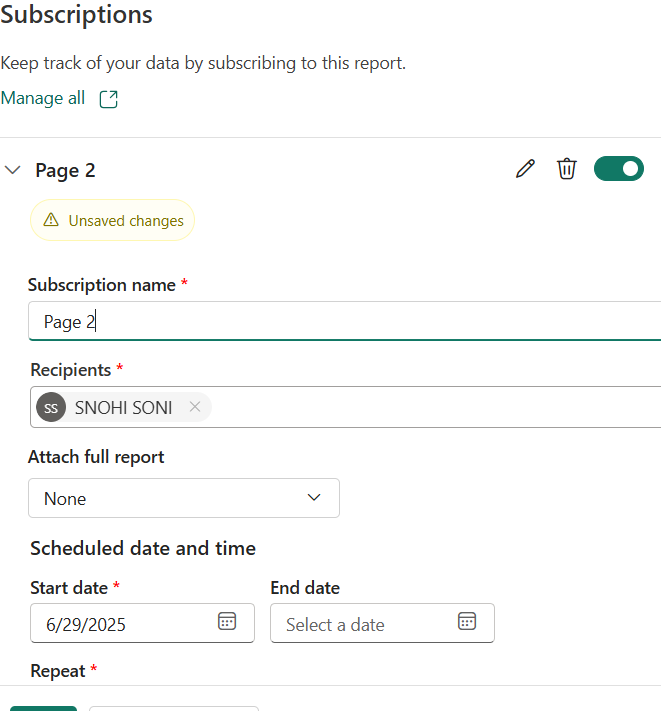 Subscriptions
Keep track of your data by subscribing to this report.
Manage all
Page 2
Unsaved changes
Subscription name *
Page 2
Recipients *
SS SNOHI SONI
Attach full report
None
Scheduled date and time
Start date * End date
6/29/2025 Select a date
Repeat *